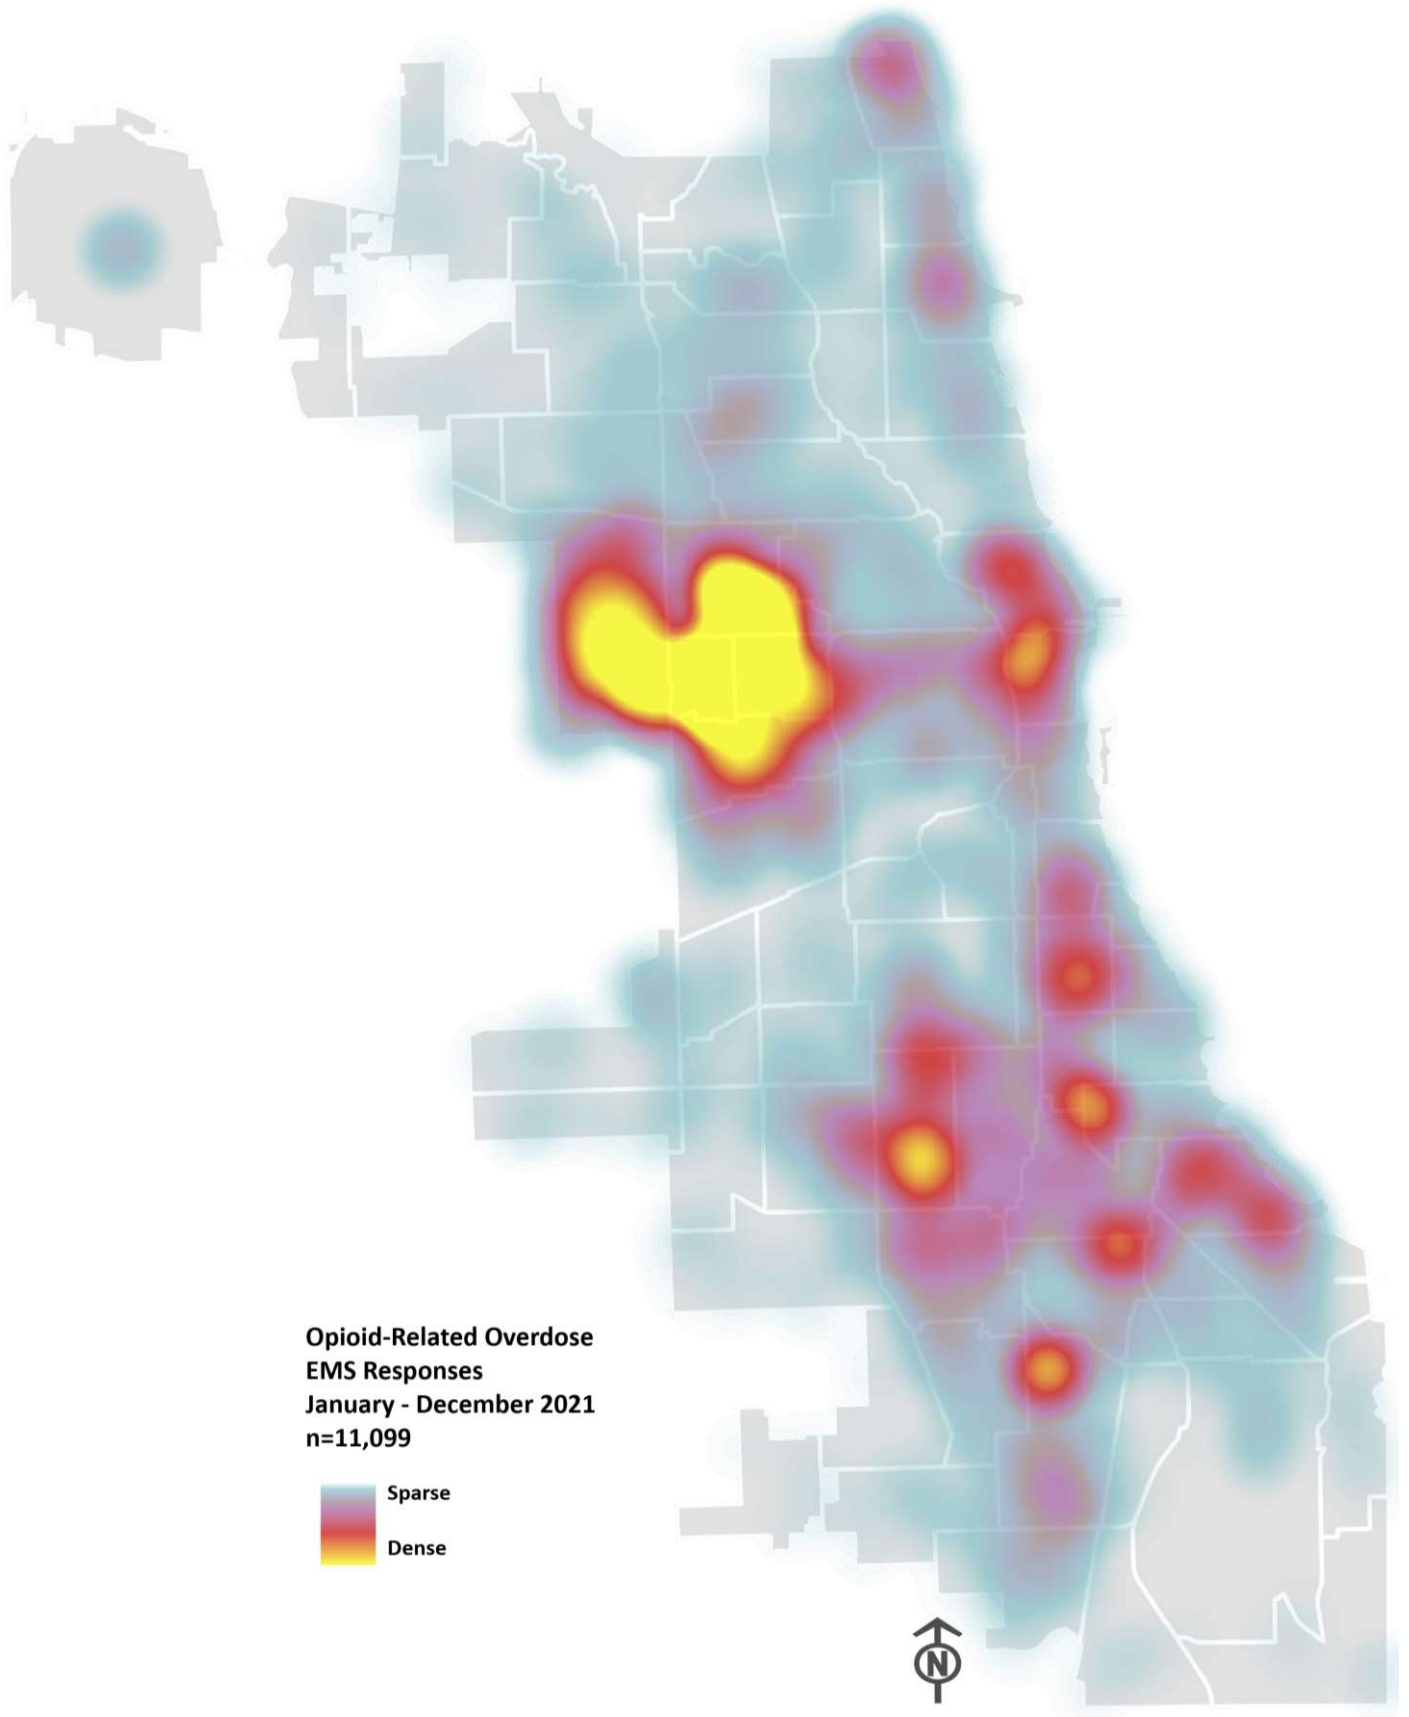 Opioid-Related Overdose
EMS Responses
January - December 2021
n=11,099
Sparse
Dense
N